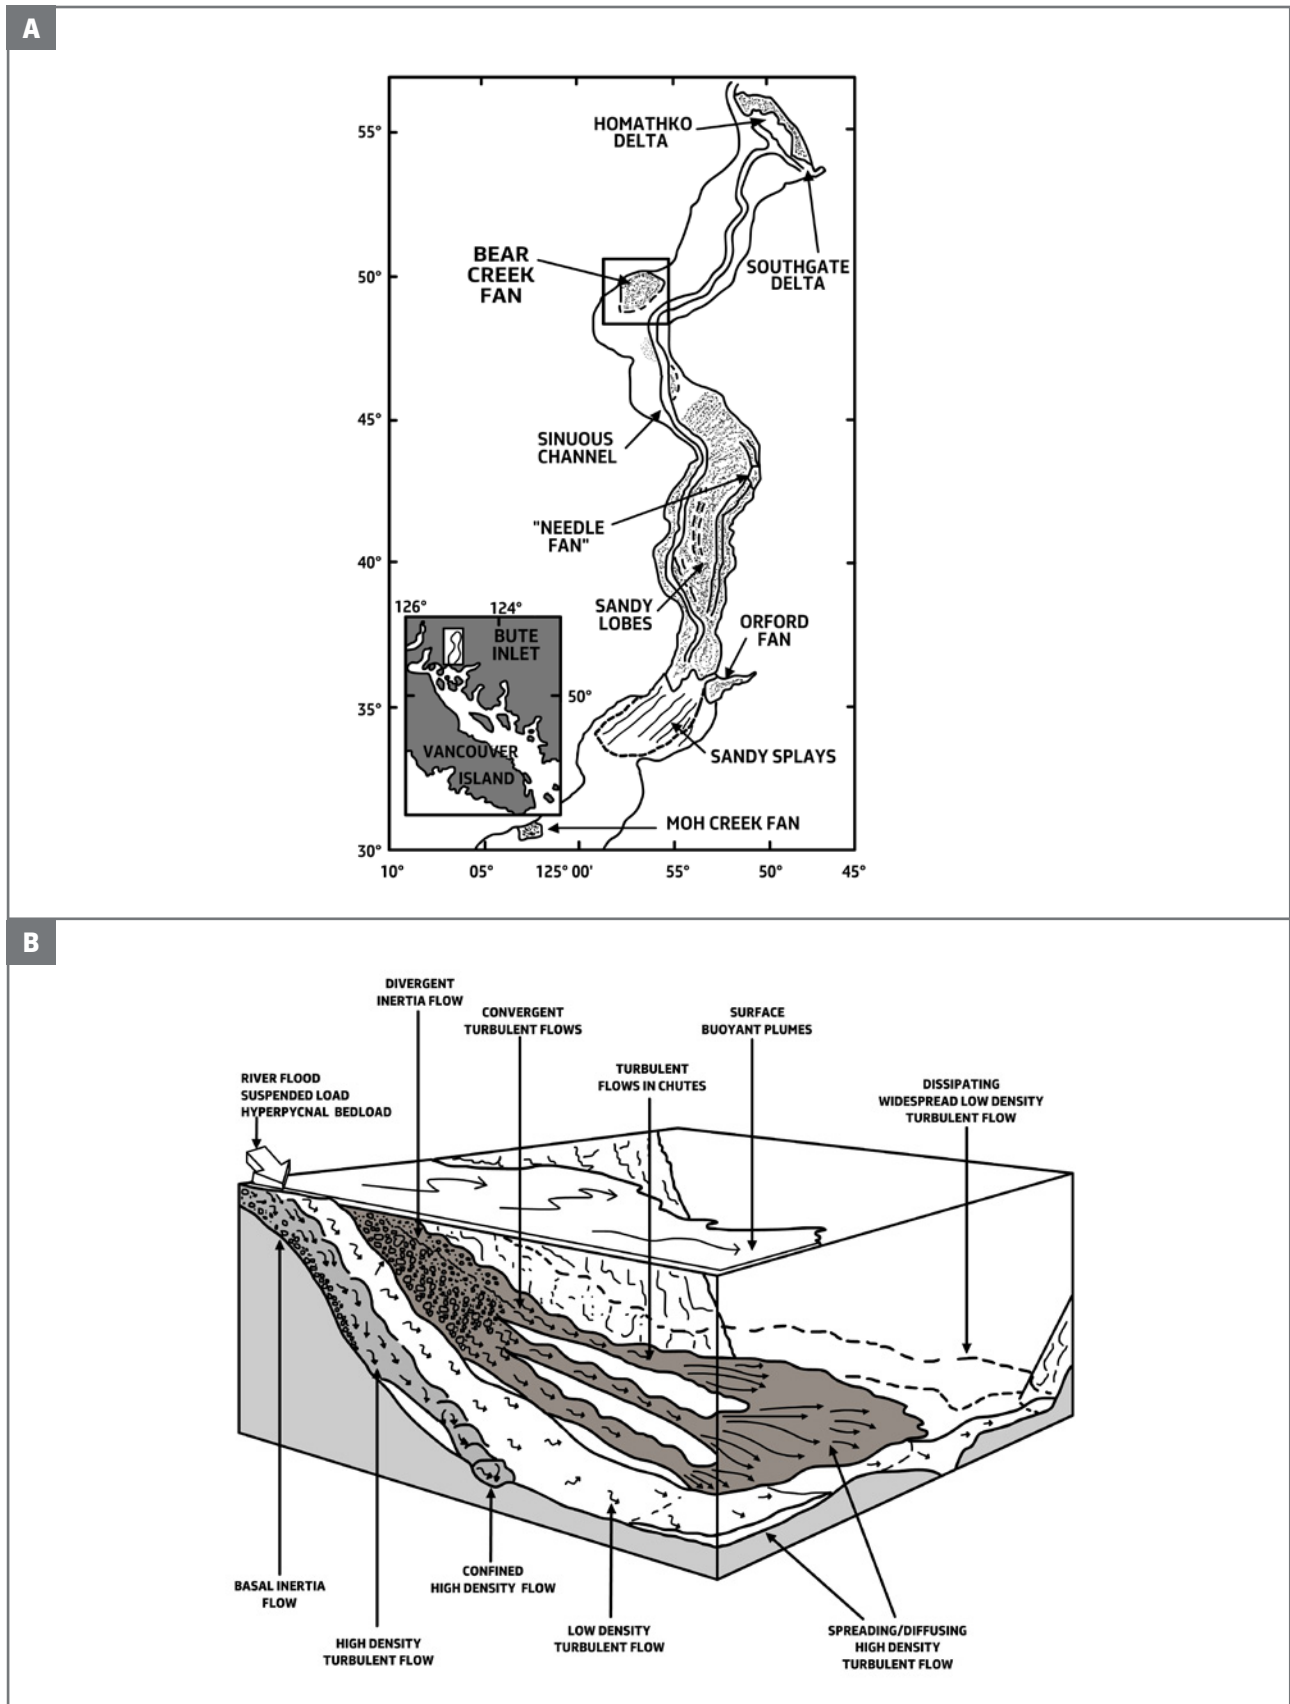 A
HOMATHKO
DELTA
55°
BEAR
CREEK
FAN
50°
SOUTHGATE
DELTA
45°
SINUOUS
CHANNEL
"NEEDLE
FAN"
40°
SANDY
LOBES
ORFORD
FAN
126°
124°
BUTE
INLET
50°
35°
VANCOUVER
ISLAND
SANDY SPLAYS
MOH CREEK FAN
30°
10°
05°
125° 00'
55°
50°
45°
B
DIVERGENT
INERTIA FLOW
CONVERGENT
TURBULENT FLOWS
SURFACE
BUOYANT PLUMES
TURBULENT
FLOWS IN CHUTES
RIVER FLOOD
SUSPENDED LOAD
HYPERPYCNAL BEDLOAD
DISSIPATING
WIDESPREAD LOW DENSITY
TURBULENT FLOW
BASAL INERTIA
FLOW
HIGH DENSITY
TURBULENT FLOW
CONFINED
HIGH DENSITY FLOW
LOW DENSITY
TURBULENT FLOW
SPREADING/DIFFUSING
HIGH DENSITY
TURBULENT FLOW